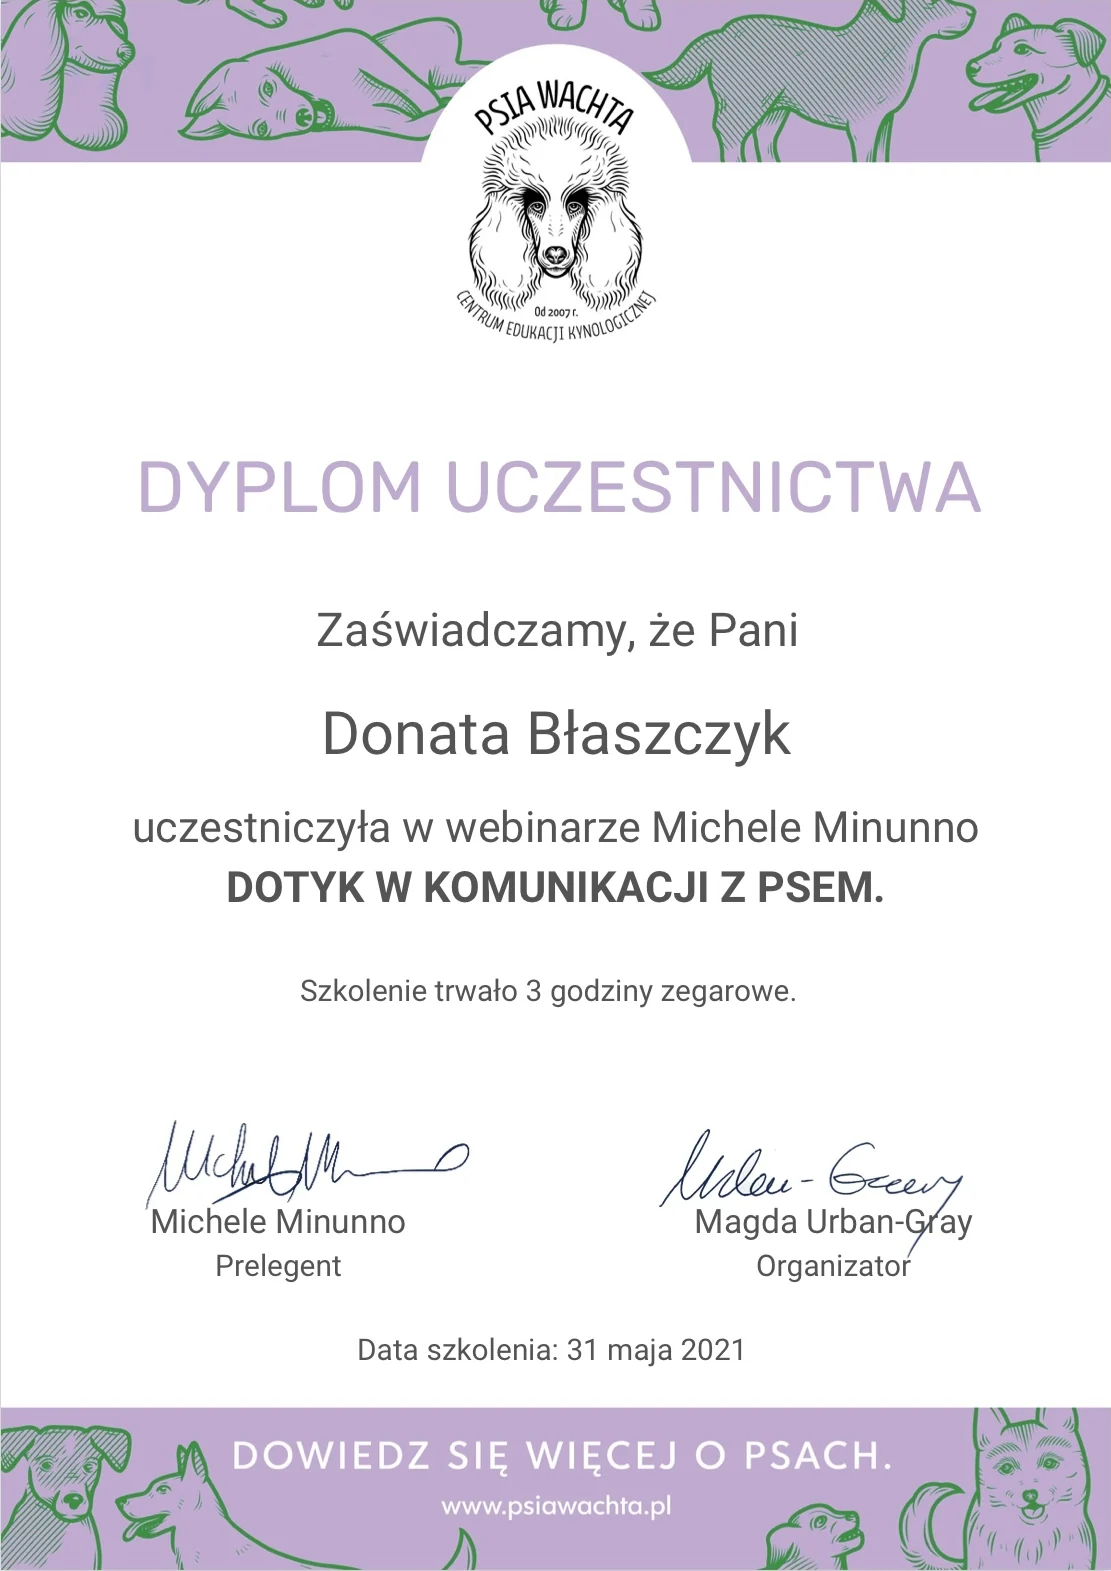 PSIA WACHTA
Od 2007 r.
CENTRUM EDUKACJI KYNOLOGICZNEJ
DYPLOM UCZESTNICTWA
Zaświadczamy, że Pani
Donata Błaszczyk
uczestniczyła w webinarze Michele Minunno
DOTYK W KOMUNIKACJI Z PSEM.
Szkolenie trwało 3 godziny zegarowe.
Michele Minunno
Prelegent
Magda Urban-Gray
Organizator
Data szkolenia: 31 maja 2021
DOWIEDZ SIĘ WIĘCEJ O PSACH.
www.psiawachta.pl